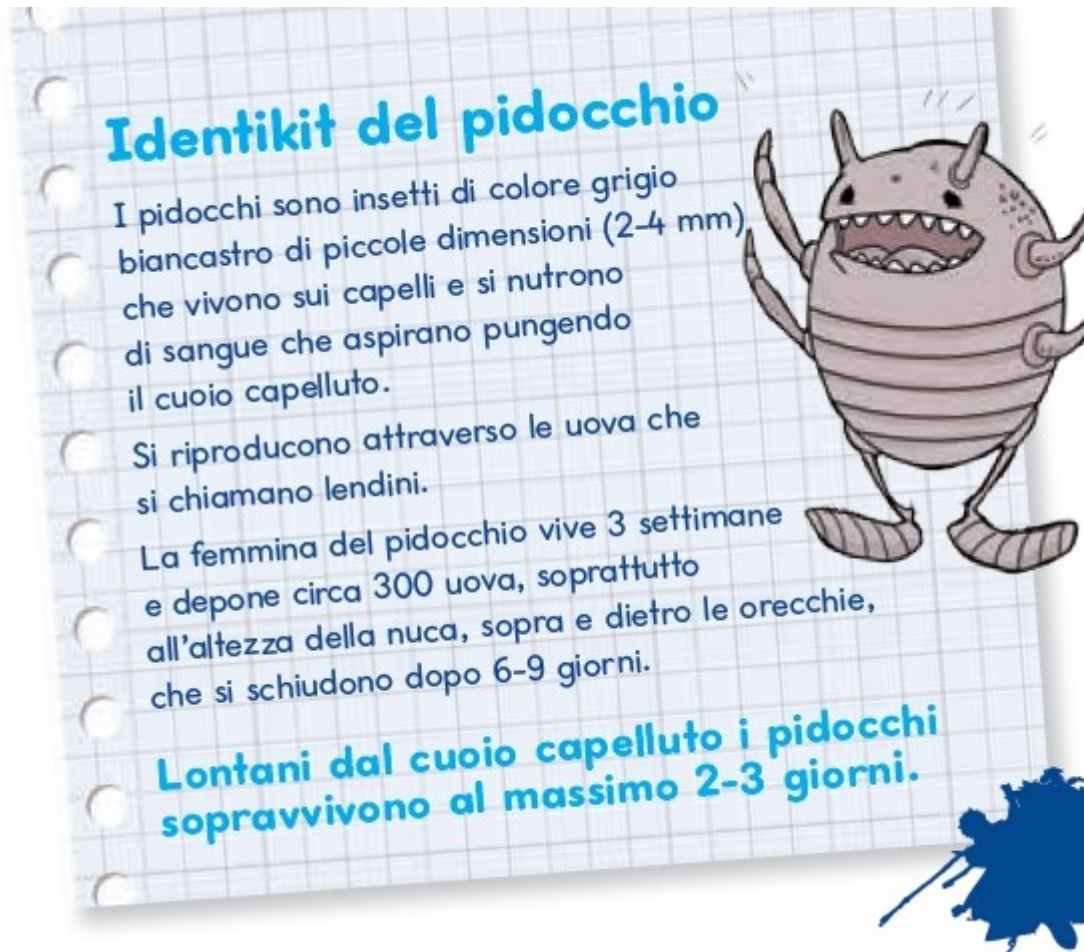 Identikit del pidocchio
I pidocchi sono insetti di colore grigio
biancastro di piccole dimensioni (2-4 mm)
che vivono sui capelli e si nutrono
di sangue che aspirano pungendo
il cuoio capelluto.
Si riproducono attraverso le uova che
si chiamano lendini.
La femmina del pidocchio vive 3 settimane
e depone circa 300 uova, soprattutto
all'altezza della nuca, sopra e dietro le orecchie,
che si schiudono dopo 6-9 giorni.
Lontani dal cuoio capelluto i pidocchi
sopravvivono al massimo 2-3 giorni.